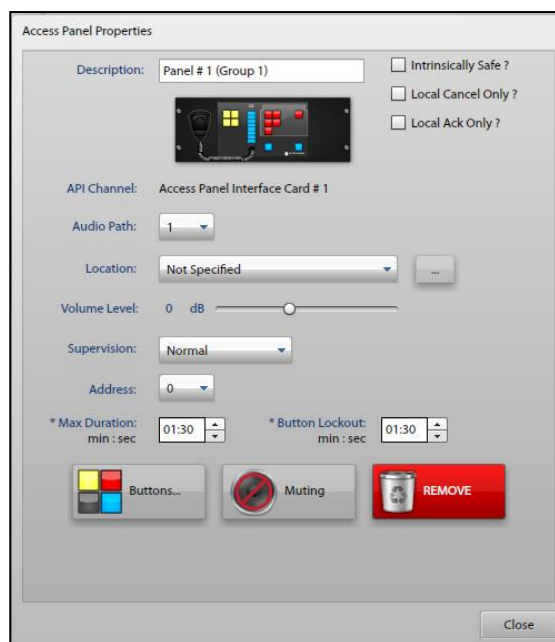 Access Panel Properties
Description: Panel # 1 (Group 1)
Intrinsically Safe ?
Local Cancel Only ?
Local Ack Only ?
API Channel: Access Panel Interface Card # 1
Audio Path: 1
Location: Not Specified ...
Volume Level: 0 dB
Supervision: Normal
Address: 0
* Max Duration: 01:30 * Button Lockout: 01:30
min : sec min : sec
Buttons... Muting REMOVE
Close